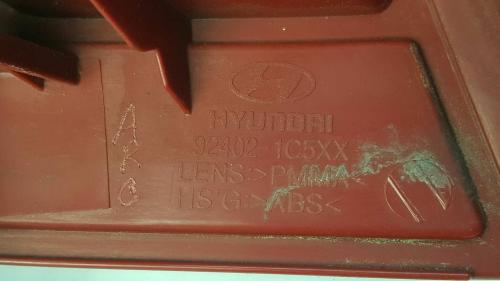 HYUNDAI
92402 1C5XX
LENS:>PMMA<
HS'G:>ABS<